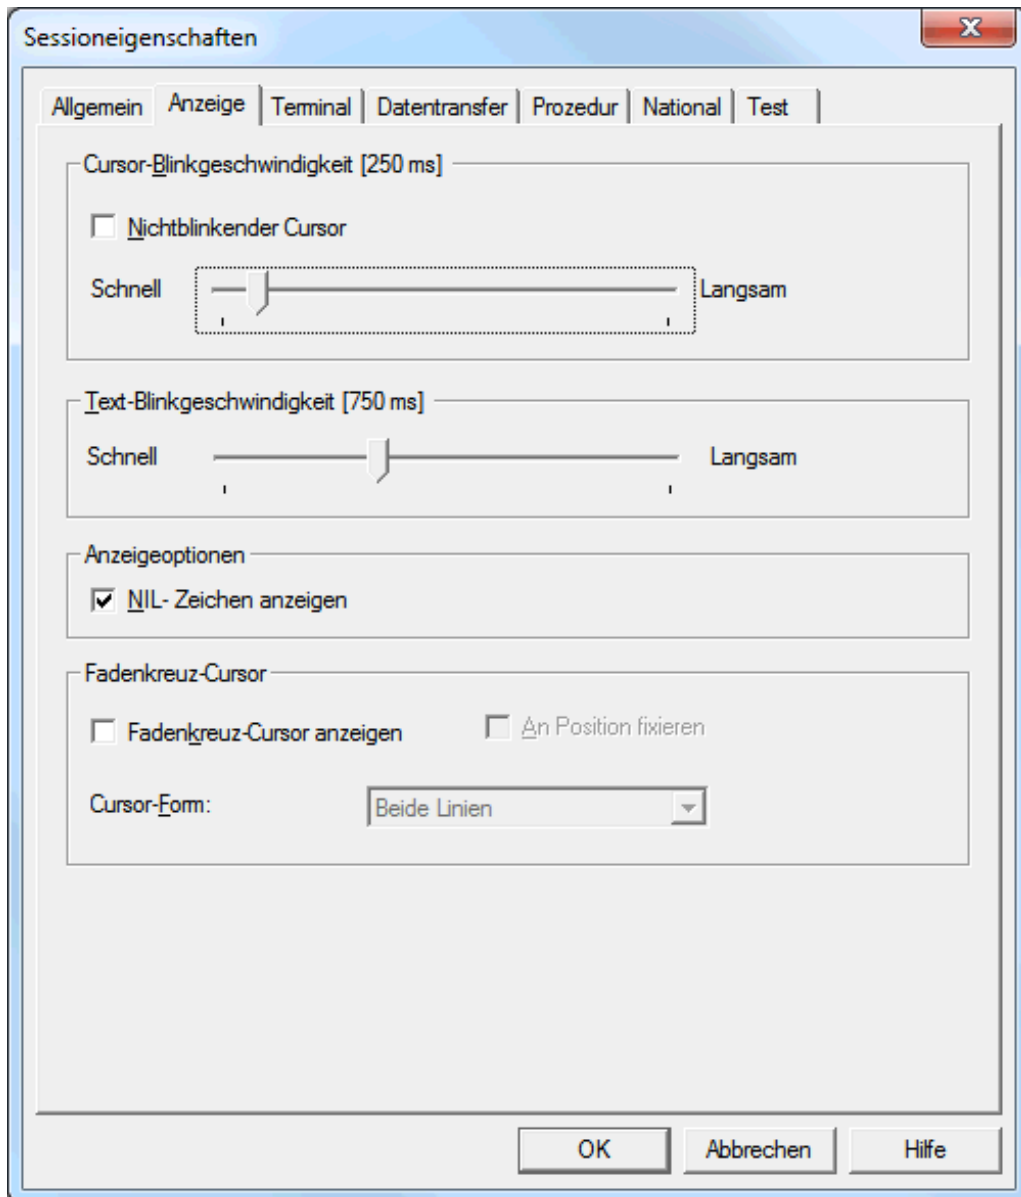 Sessioneigenschaften
Allgemein Anzeige Terminal Datentransfer Prozedur National Test
Cursor-Blinkgeschwindigkeit [250 ms]
Nichtblinkender Cursor
Schnell Langsam
Text-Blinkgeschwindigkeit [750 ms]
Schnell Langsam
Anzeigeoptionen
NIL- Zeichen anzeigen
Fadenkreuz-Cursor
Fadenkreuz-Cursor anzeigen An Position fixieren
Cursor-Form: Beide Linien
OK Abbrechen Hilfe